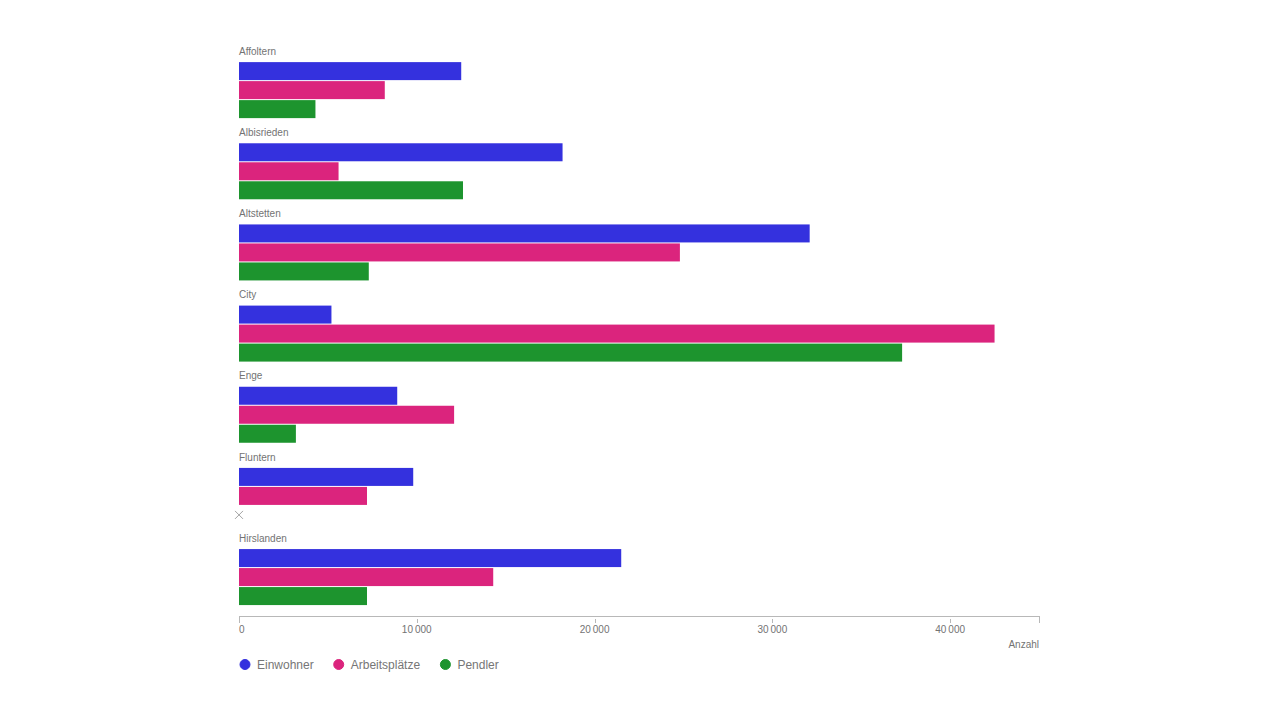 Affoltern
Albisrieden
Altstetten
City
Enge
Fluntern
Hirslanden
0 10 000 20 000 30 000 40 000
Anzahl
Einwohner Arbeitsplätze Pendler